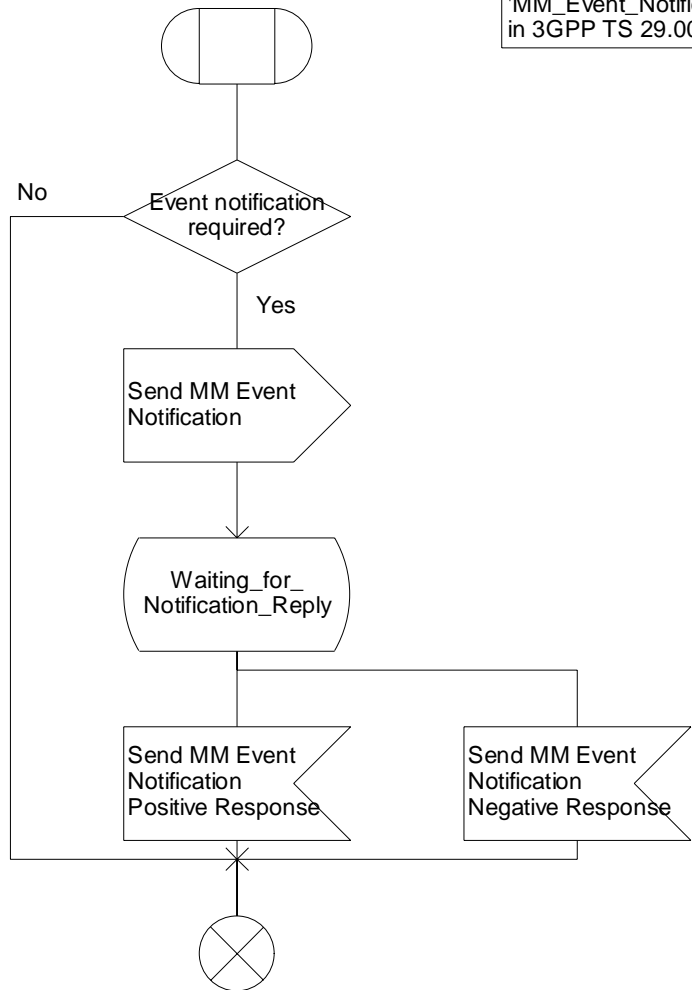 'MM_Event_Notific
in 3GPP TS 29.00
No
Event notification
required?
Yes
Send MM Event
Notification
Waiting_for_
Notification_Reply
Send MM Event
Notification
Positive Response
Send MM Event
Notification
Negative Response